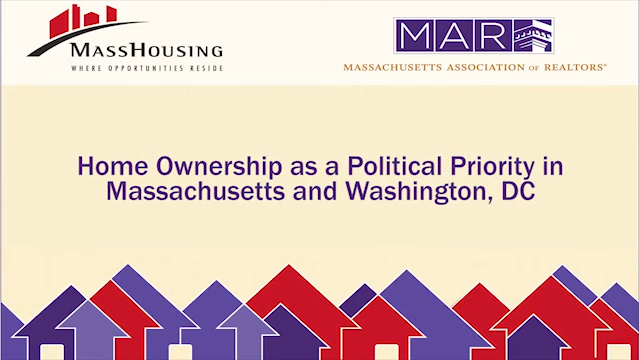 MASSHOUSING
WHERE OPPORTUNITIES RESIDE
MAR
MASSACHUSETTS ASSOCIATION OF REALTORS®
Home Ownership as a Political Priority in
Massachusetts and Washington, DC